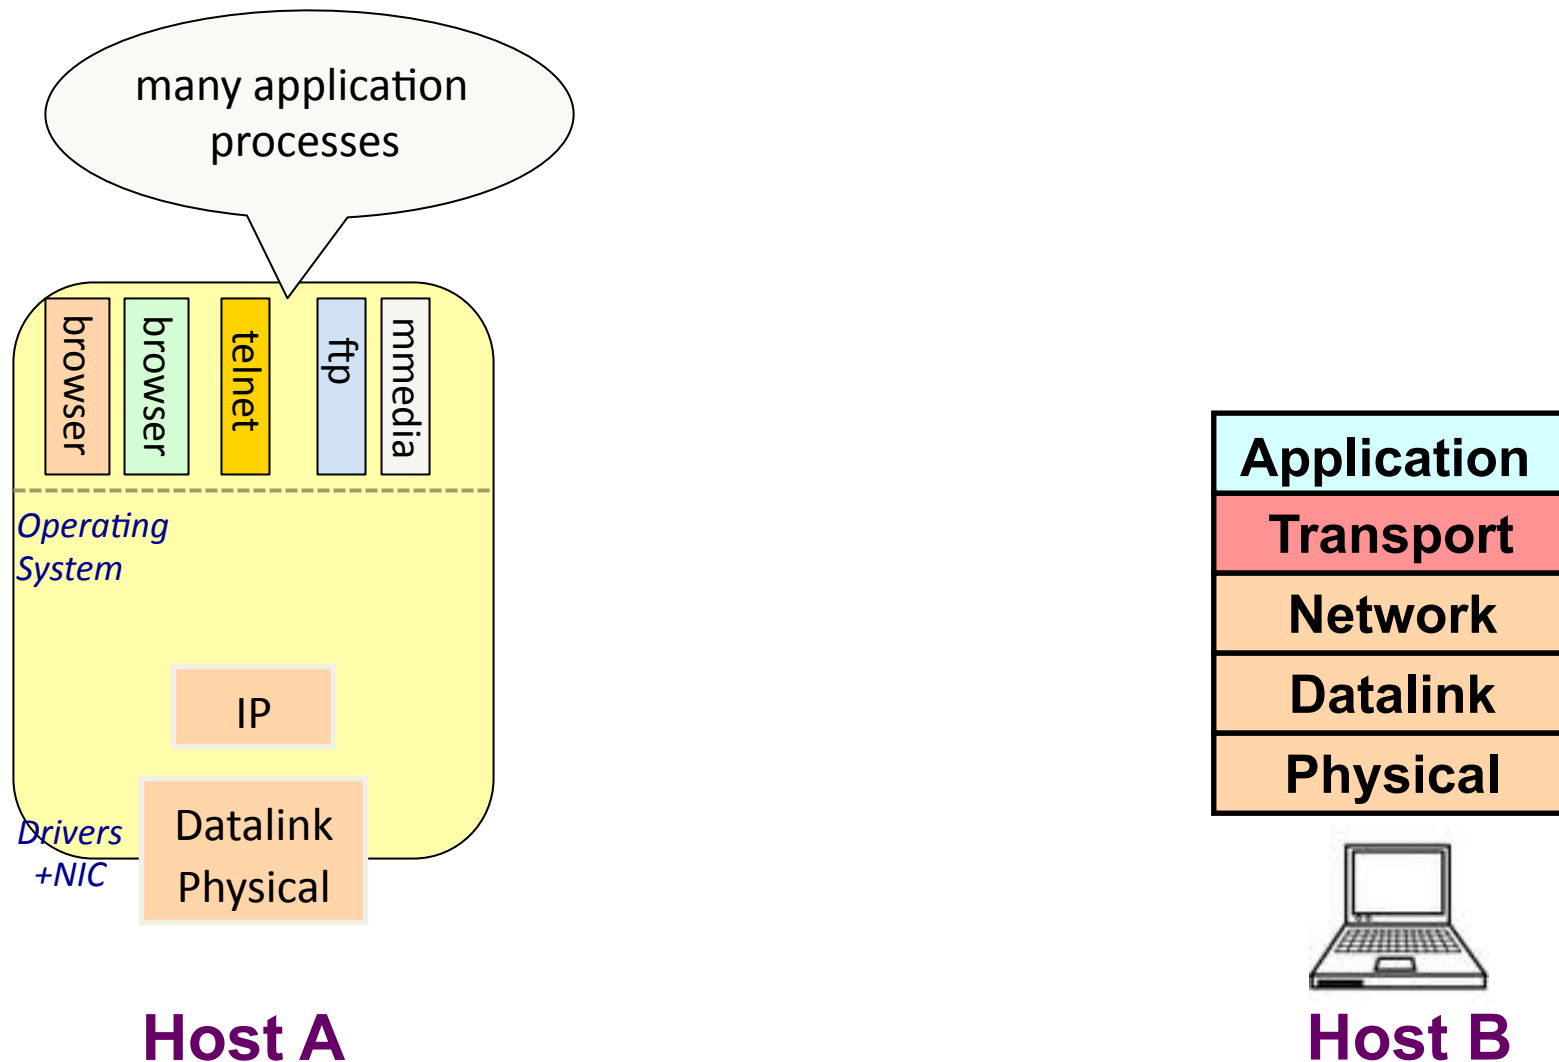 many application
processes
browser
browser
telnet
ftp
mmedia
Operating
System
IP
Drivers
+NIC
Datalink
Physical
Host A
Application
Transport
Network
Datalink
Physical
Host B